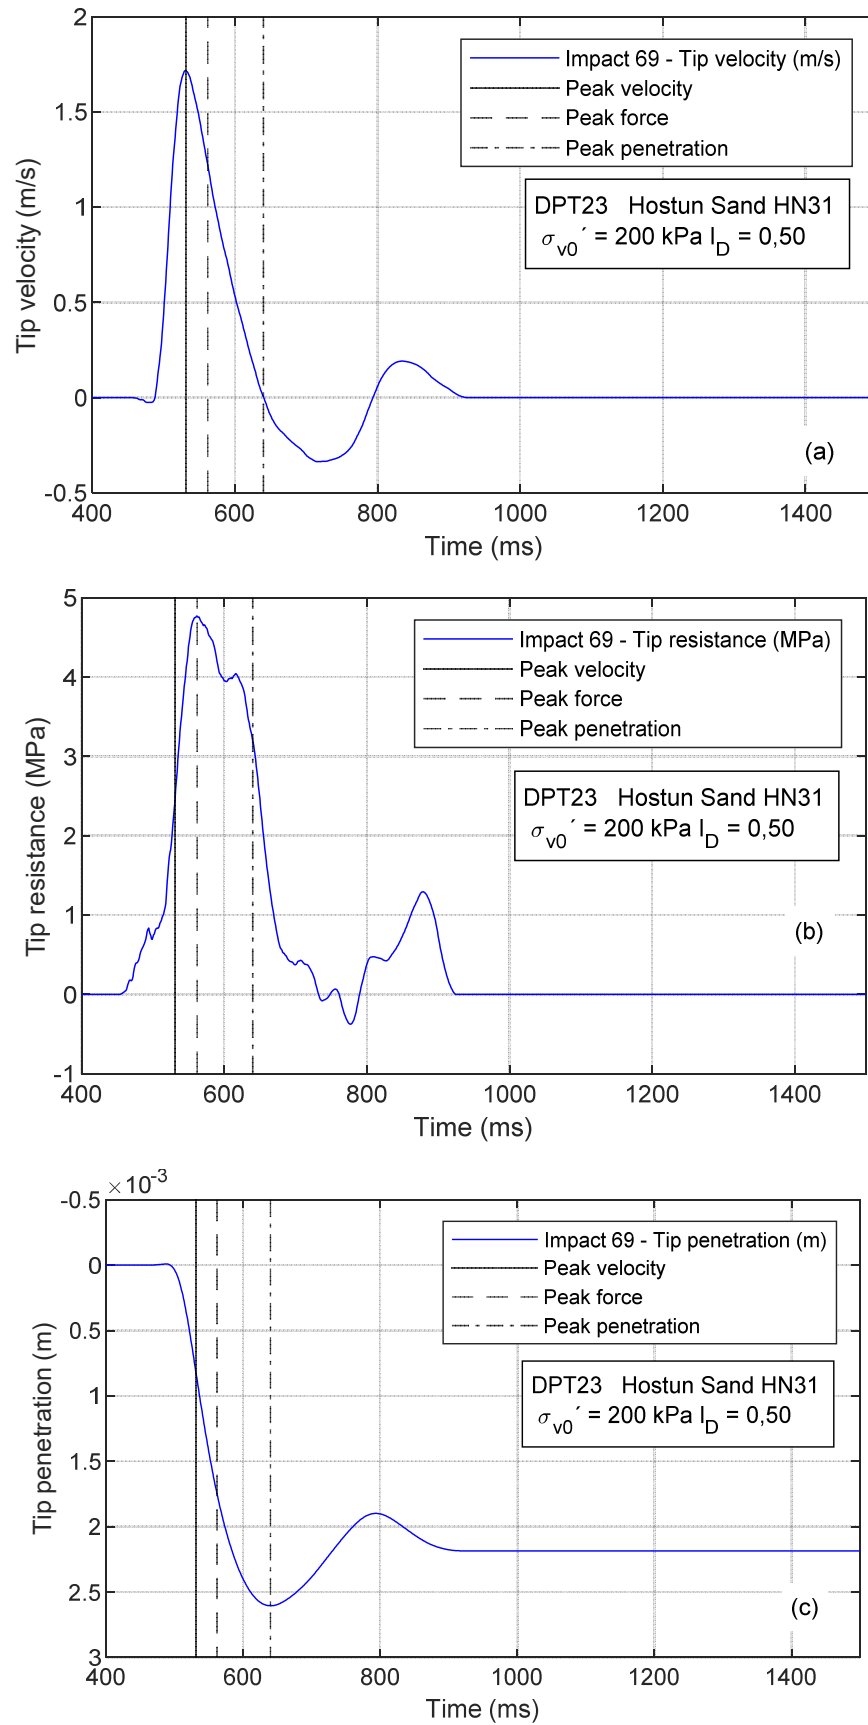 2
1.5
1
0.5
0
-0.5
Tip velocity (m/s)
Impact 69 - Tip velocity (m/s)
Peak velocity
Peak force
Peak penetration
DPT23 Hostun Sand HN31
σv0´ = 200 kPa ID = 0,50
(a)
400 600 800 1000 1200 1400
Time (ms)
5
4
3
2
1
0
-1
Tip resistance (MPa)
Impact 69 - Tip resistance (MPa)
Peak velocity
Peak force
Peak penetration
DPT23 Hostun Sand HN31
σv0´ = 200 kPa ID = 0,50
(b)
400 600 800 1000 1200 1400
Time (ms)
×10-3
-0.5
0
0.5
1
1.5
2
2.5
3
Tip penetration (m)
Impact 69 - Tip penetration (m)
Peak velocity
Peak force
Peak penetration
DPT23 Hostun Sand HN31
σv0´ = 200 kPa ID = 0,50
(c)
400 600 800 1000 1200 1400
Time (ms)